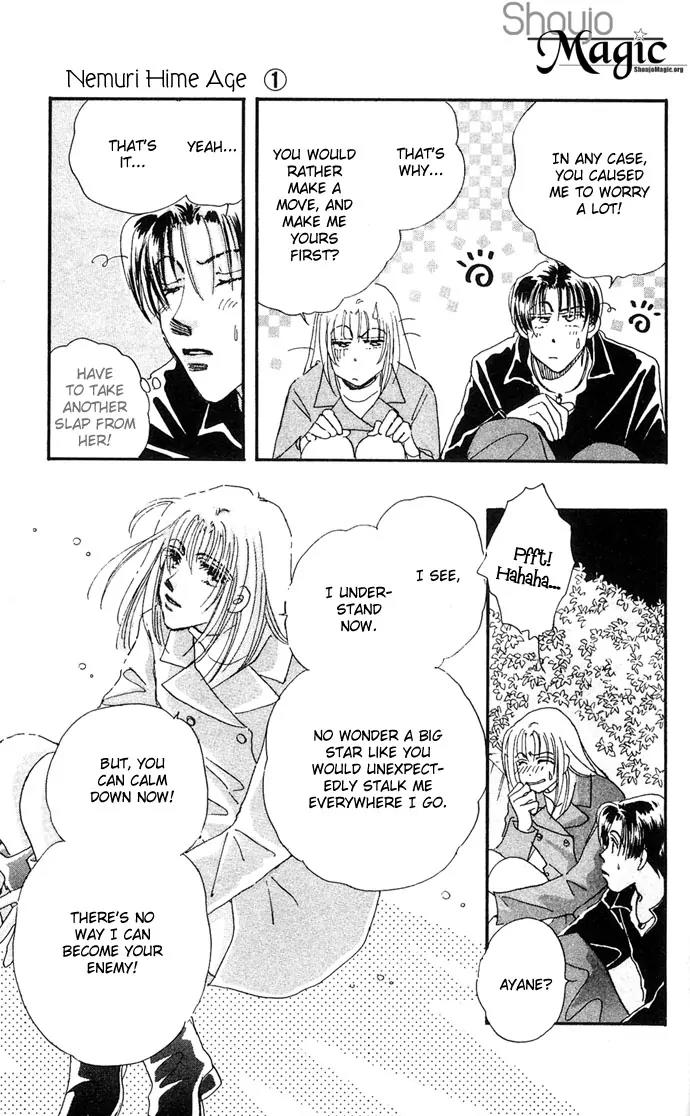 Shoujo
Magic
ShoujoMagic.org
Nemuri Hime Age ①
IN ANY CASE,
YOU CAUSED
ME TO WORRY
A LOT!
THAT'S
WHY...
YOU WOULD
RATHER
MAKE A
MOVE, AND
MAKE ME
YOURS
FIRST?
YEAH...
THAT'S
IT...
HAVE
TO TAKE
ANOTHER
SLAP FROM
HER!
Pfft!
Hahaha...
AYANE?
I SEE,
I UNDER-
STAND
NOW.
NO WONDER A BIG
STAR LIKE YOU
WOULD UNEXPECT-
EDLY STALK ME
EVERYWHERE I GO.
BUT, YOU
CAN CALM
DOWN NOW!
THERE'S NO
WAY I CAN
BECOME YOUR
ENEMY!